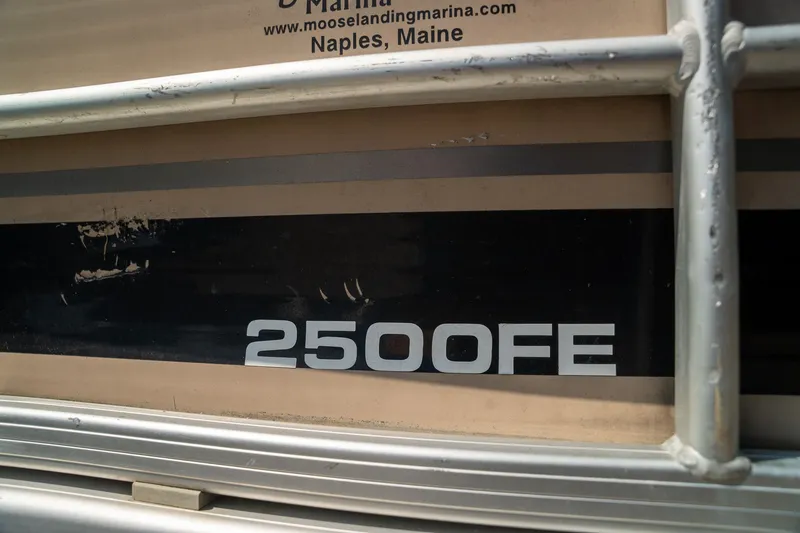 Marina
www.mooselandingmarina.com
Naples, Maine
2500FE